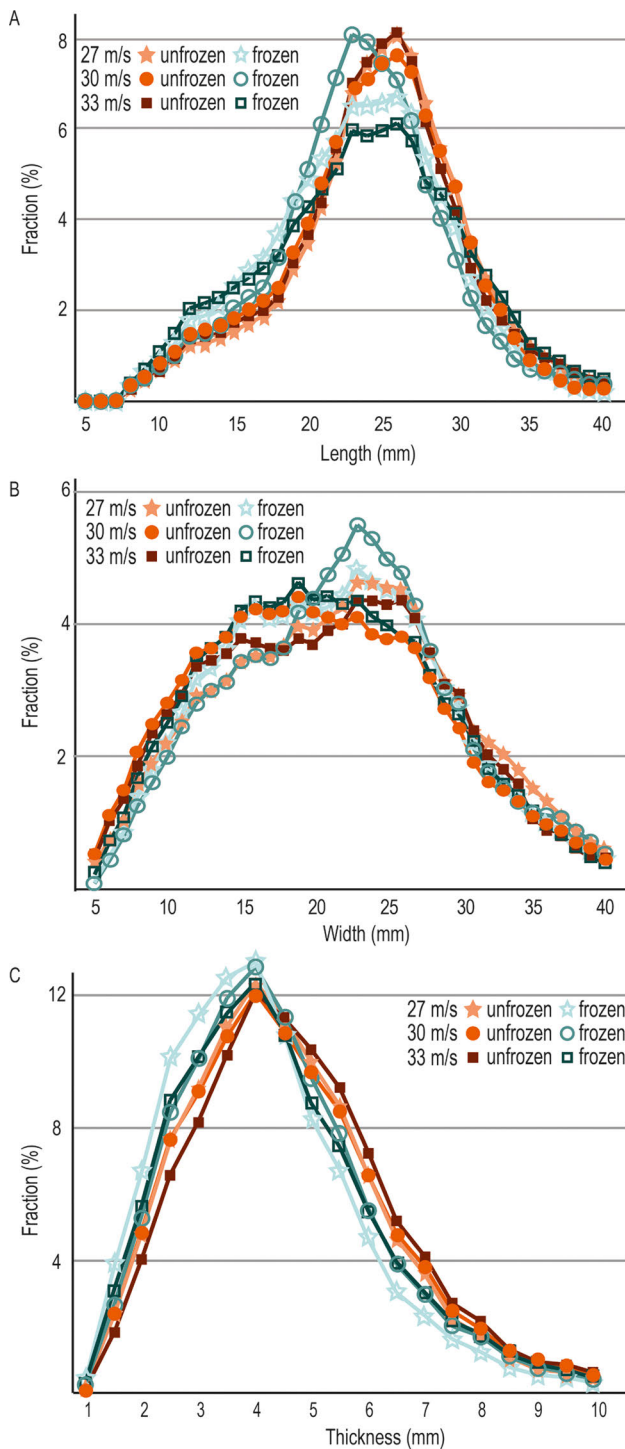 A
8
27 m/s unfrozen frozen
30 m/s unfrozen frozen
33 m/s unfrozen frozen
6
4
2
Fraction (%)
5 10 15 20 25 30 35 40
Length (mm)
B
6
27 m/s unfrozen frozen
30 m/s unfrozen frozen
33 m/s unfrozen frozen
4
2
Fraction (%)
5 10 15 20 25 30 35 40
Width (mm)
C
12
27 m/s unfrozen frozen
30 m/s unfrozen frozen
33 m/s unfrozen frozen
8
4
Fraction (%)
1 2 3 4 5 6 7 8 9 10
Thickness (mm)